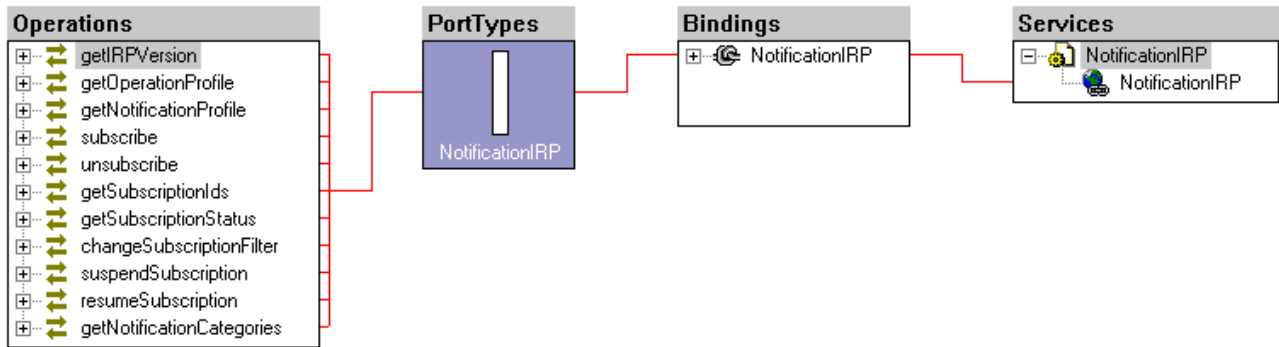 Operations
getIRPVersion
getOperationProfile
getNotificationProfile
subscribe
unsubscribe
getSubscriptionIds
getSubscriptionStatus
changeSubscriptionFilter
suspendSubscription
resumeSubscription
getNotificationCategories
PortTypes
NotificationIRP
Bindings
NotificationIRP
Services
NotificationIRP
NotificationIRP